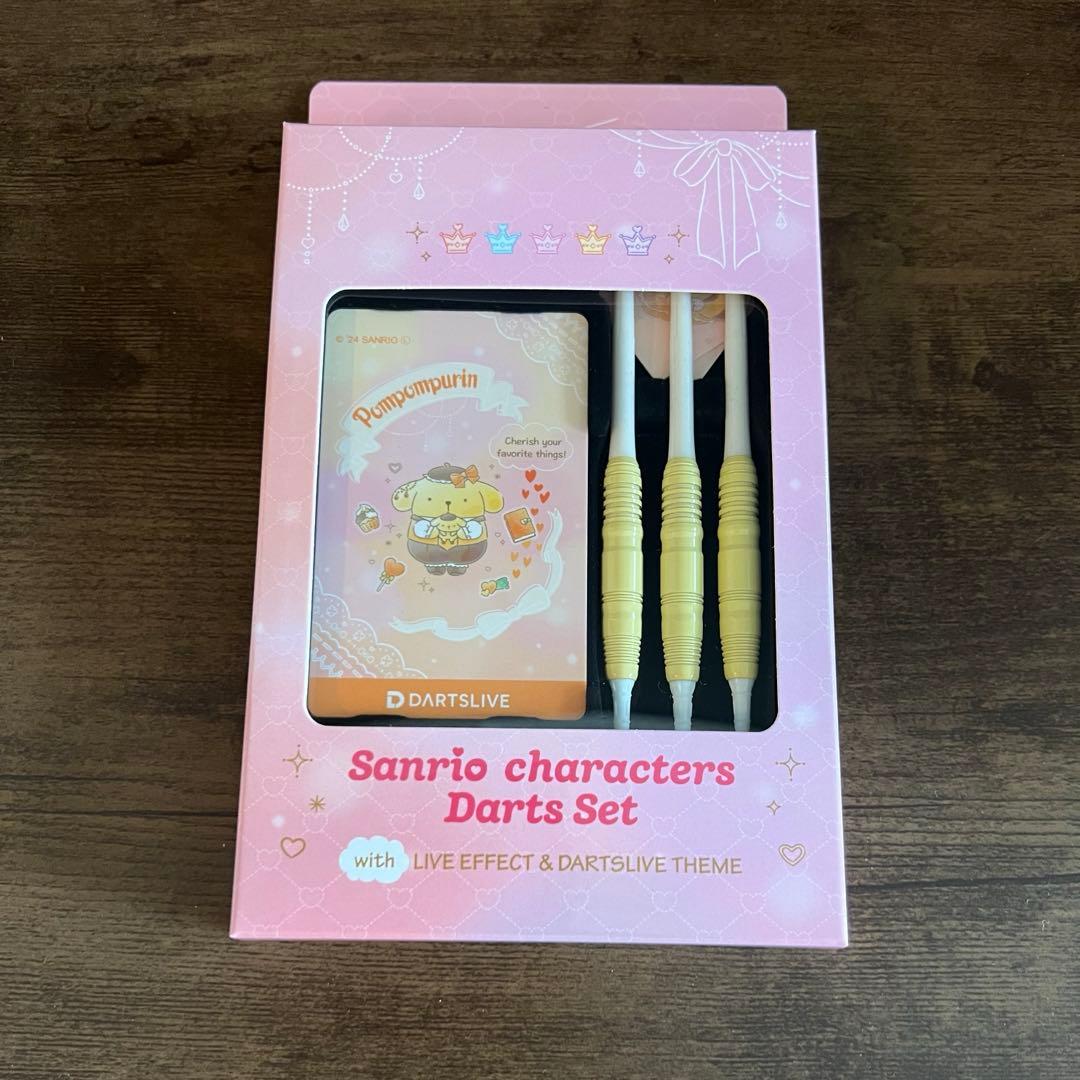 © '24 SANRIO Ⓛ
Pompompurin
Cherish your
favorite things!
DARTSLIVE
Sanrio characters
Darts Set
with LIVE EFFECT & DARTSLIVE THEME